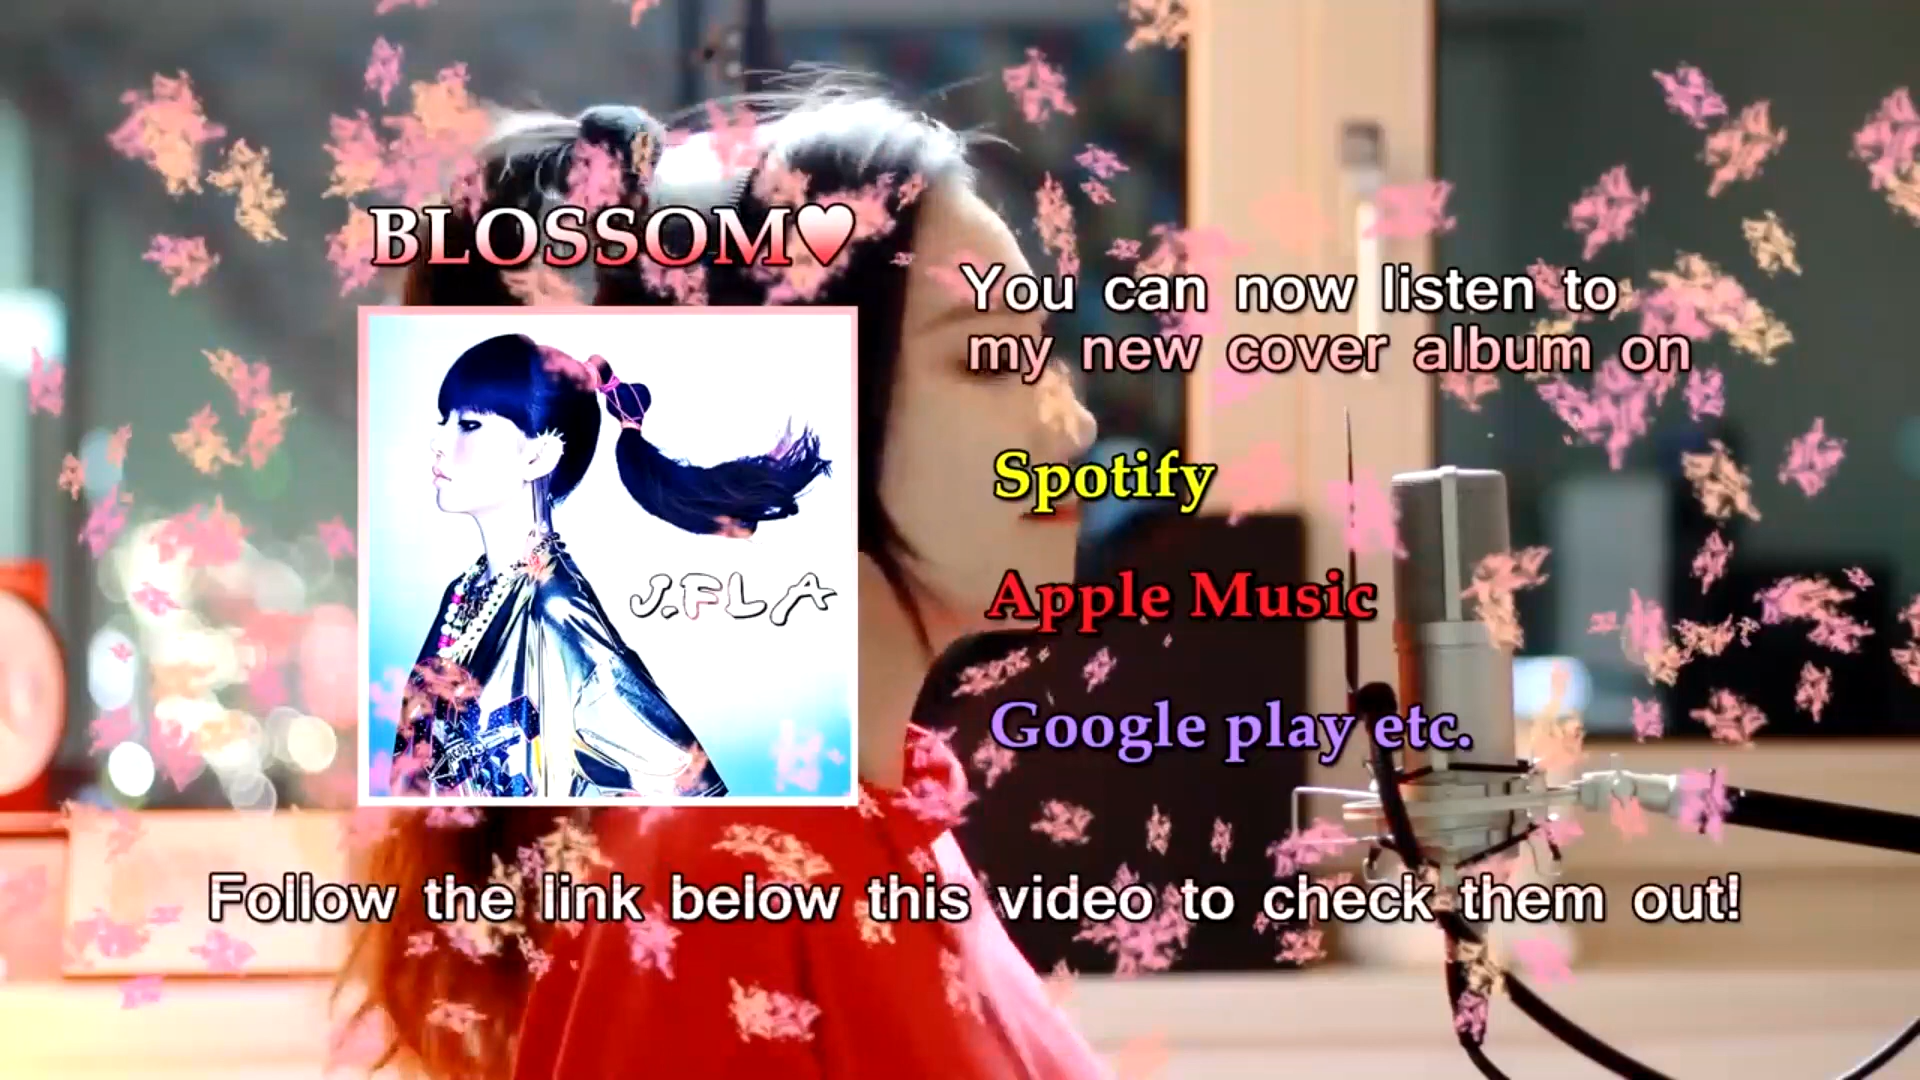 BLOSSOM♥
You can now listen to
my new cover album on
Spotify
J.FLA
Apple Music
Google play etc.
Follow the link below this video to check them out!